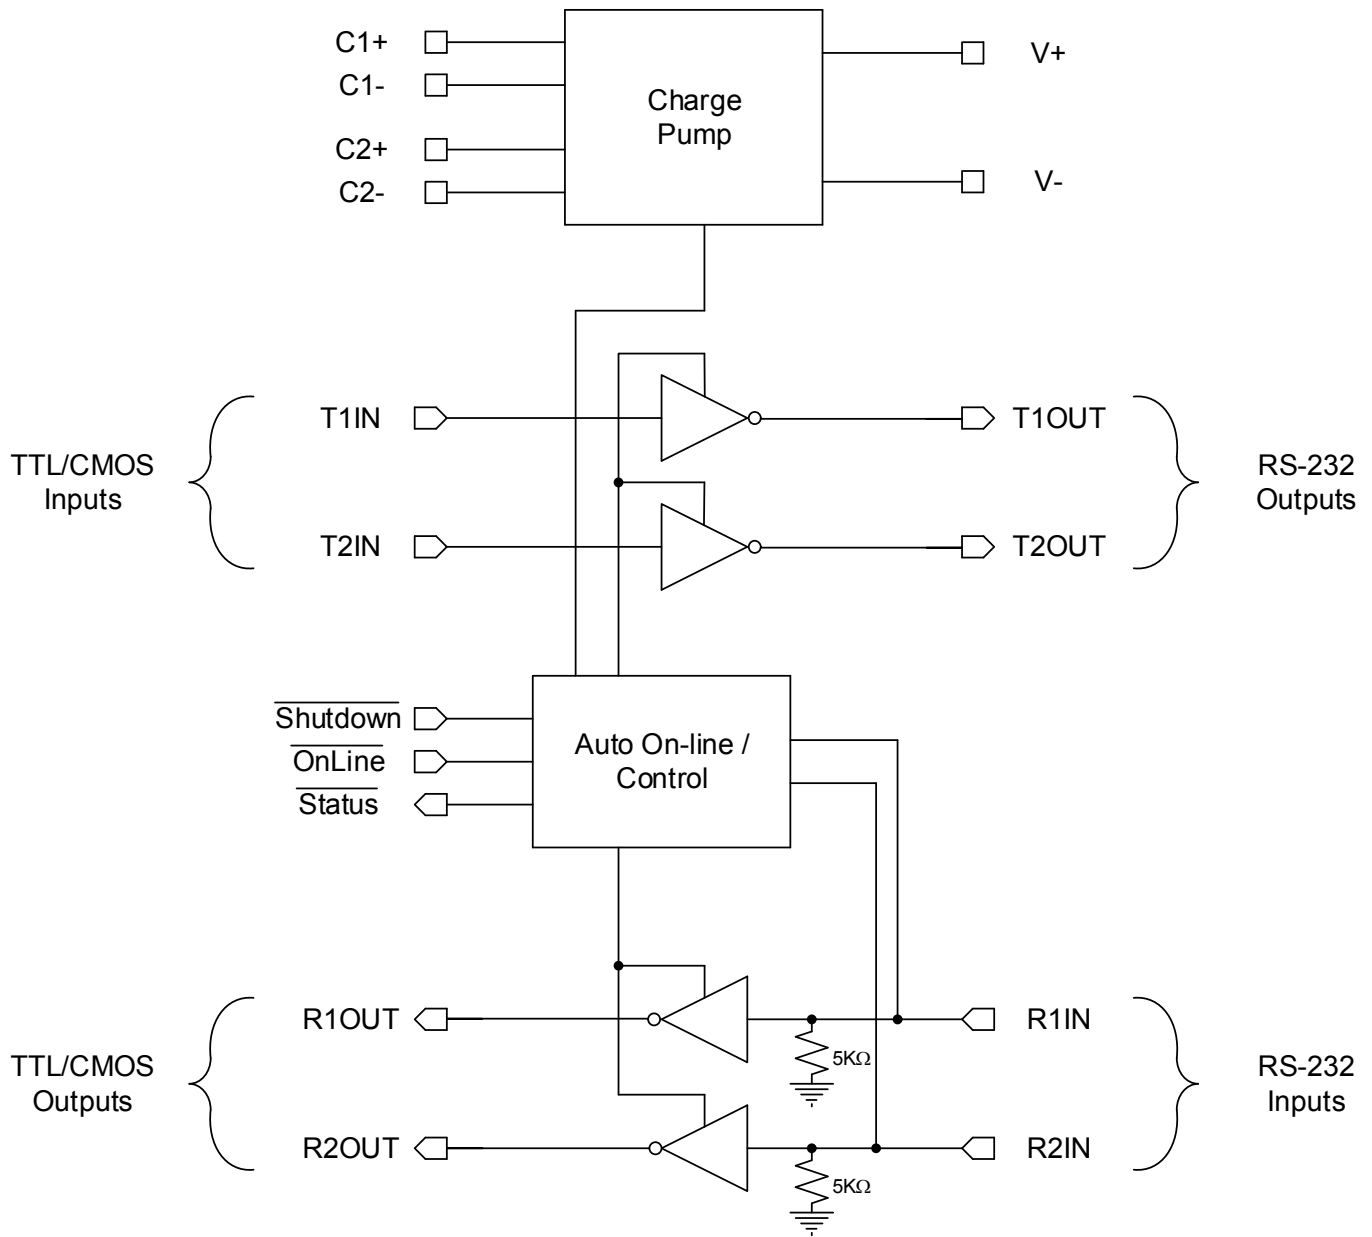 C1+
C1-
C2+
C2-
Charge
Pump
V+
V-
TTL/CMOS
Inputs
T1IN
T2IN
T1OUT
T2OUT
RS-232
Outputs
Shutdown
OnLine
Status
Auto On-line /
Control
TTL/CMOS
Outputs
R1OUT
R2OUT
5KΩ
5KΩ
R1IN
R2IN
RS-232
Inputs